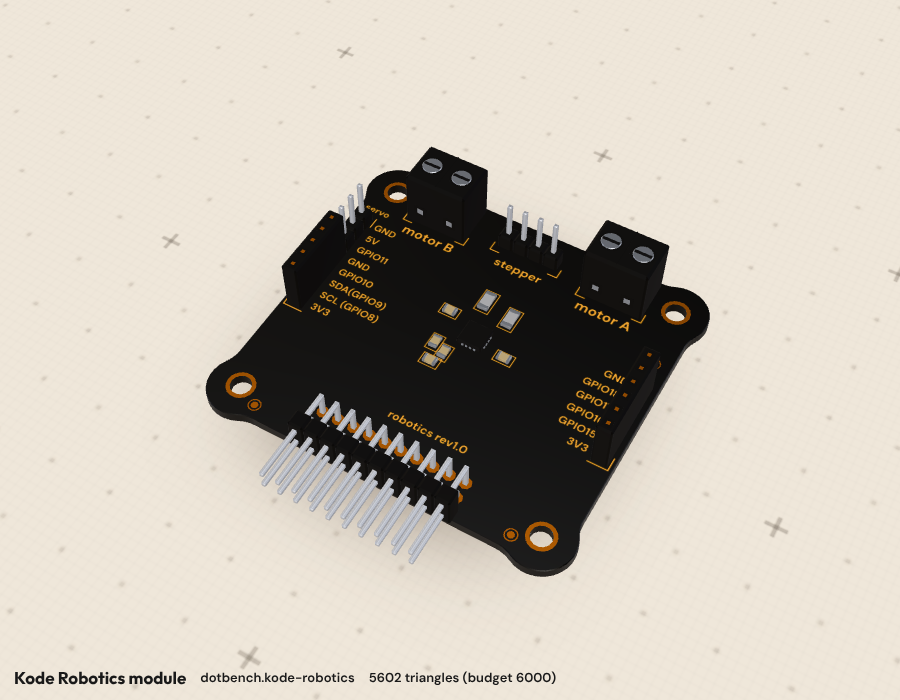 servo
GND
5V
GPIO11
GND
GPIO10
SDA(GPIO9)
SCL (GPIO8)
3V3
motor B
stepper
motor A
GPIO15
3V3
robotics rev1.0
Kode Robotics module dotbench.kode-robotics 5602 triangles (budget 6000)